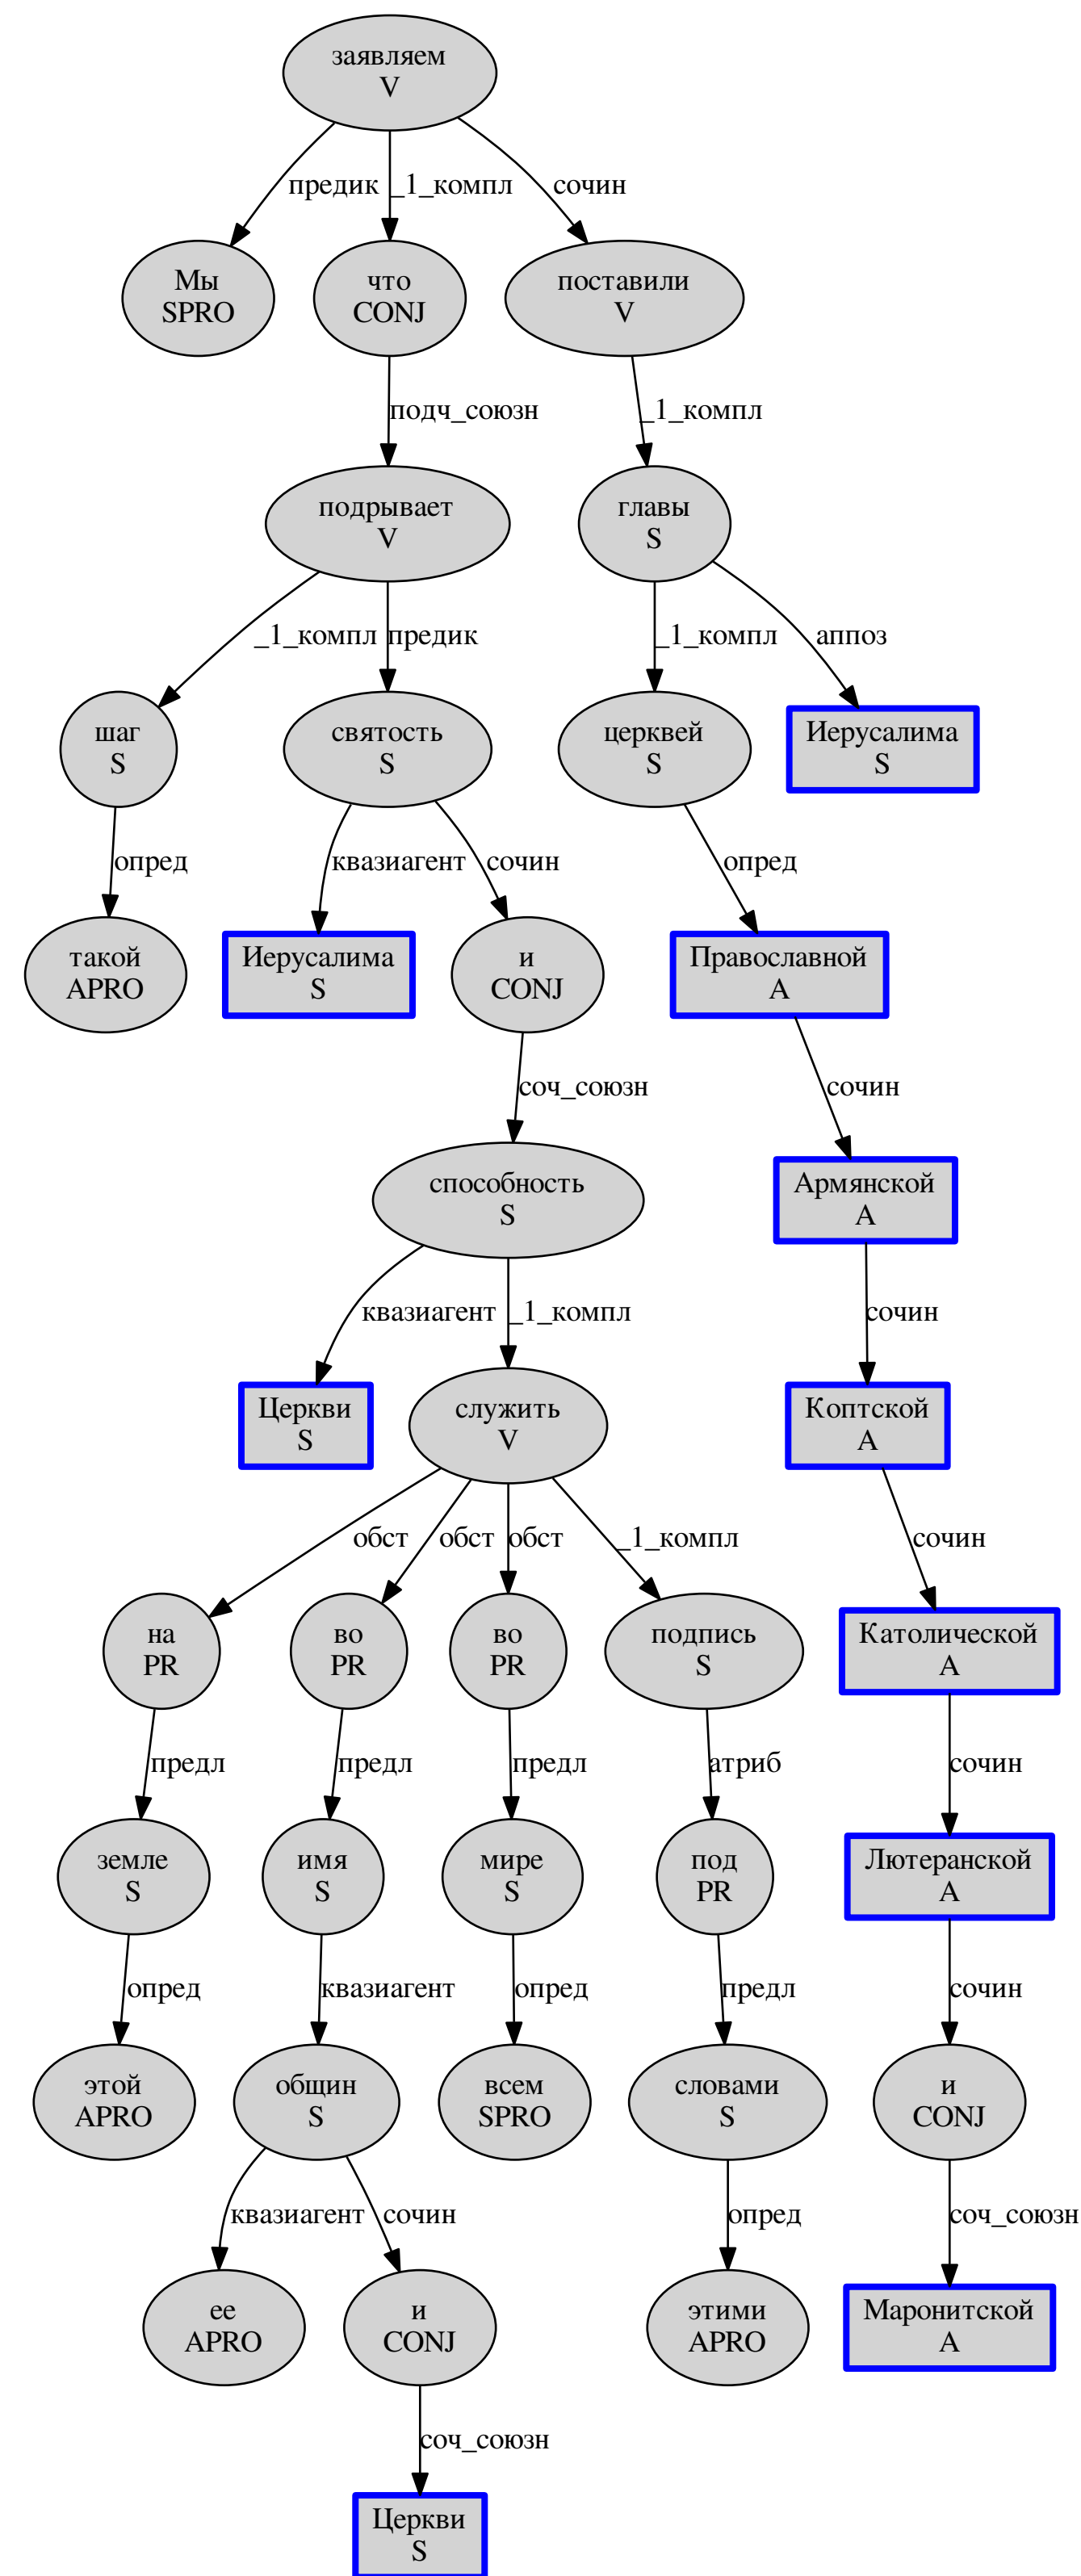 заявляем
V
предик _1_компл сочин
Мы
SPRO
что
CONJ
поставили
V
подч_союзн _1_компл
подрывает
V
главы
S
_1_компл предик _1_компл аппоз
шаг
S
святость
S
церквей
S
Иерусалима
S
опред квазиагент сочин опред
такой
APRO
Иерусалима
S
и
CONJ
Православной
A
соч_союзн сочин
способность
S
Армянской
A
квазиагент _1_компл сочин
Церкви
S
служить
V
Коптской
A
обст обст обст _1_компл сочин
на
PR
во
PR
во
PR
подпись
S
Католической
A
предл предл предл атриб сочин
земле
S
имя
S
мире
S
под
PR
Лютеранской
A
опред квазиагент опред предл сочин
этой
APRO
общин
S
всем
SPRO
словами
S
и
CONJ
квазиагент сочин опред соч_союзн
ее
APRO
и
CONJ
этими
APRO
Маронитской
A
соч_союзн
Церкви
S